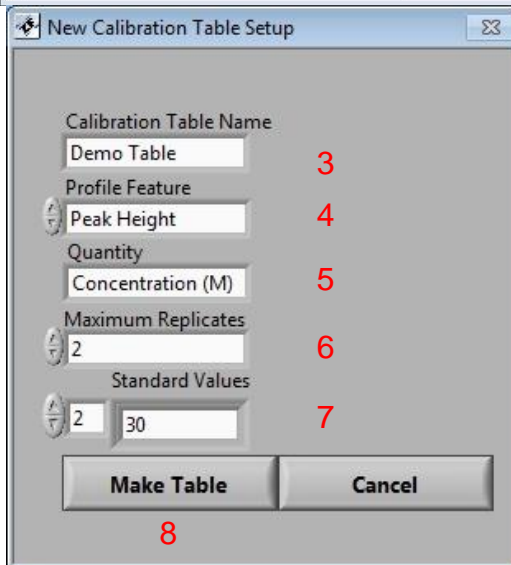 New Calibration Table Setup
Calibration Table Name
Demo Table 3
Profile Feature
Peak Height 4
Quantity
Concentration (M) 5
Maximum Replicates
2 6
Standard Values
2 30 7
Make Table Cancel
8